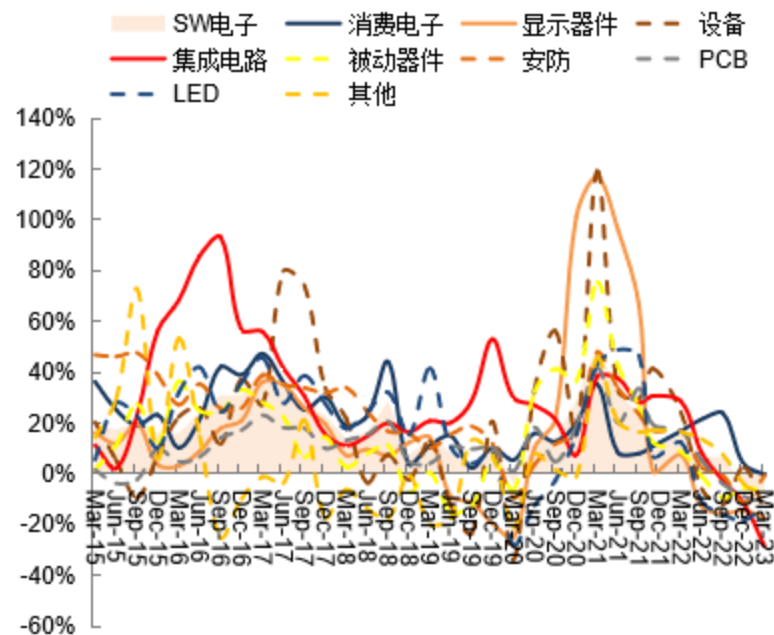 SW电子 消费电子 显示器件 设备
集成电路 被动器件 安防 PCB
LED 其他
140%
120%
100%
80%
60%
40%
20%
0%
-20%
-40%
-60%
Mar-15
Jun-15
Sep-15
Dec-15
Mar-16
Jun-16
Sep-16
Dec-16
Mar-17
Jun-17
Sep-17
Dec-17
Mar-18
Jun-18
Sep-18
Dec-18
Mar-19
Jun-19
Sep-19
Dec-19
Mar-20
Jun-20
Sep-20
Dec-20
Mar-21
Jun-21
Sep-21
Dec-21
Mar-22
Jun-22
Sep-22
Dec-22
Mar-23